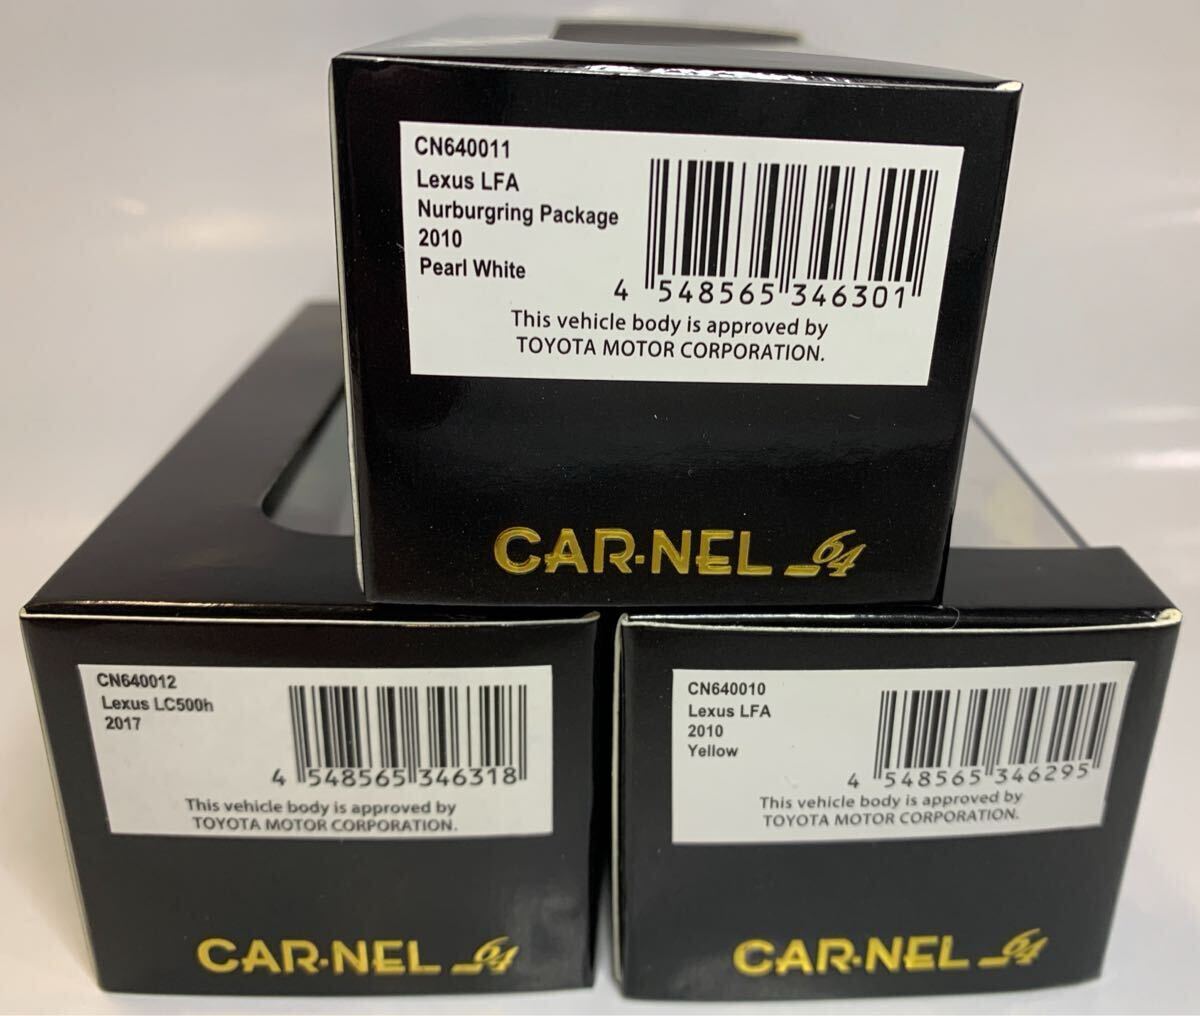 CN640011
Lexus LFA
Nurburgring Package
2010
Pearl White
4 548565 346301
This vehicle body is approved by
TOYOTA MOTOR CORPORATION.
CAR·NEL 64
CN640012
Lexus LC500h
2017
4 548565 346318
This vehicle body is approved by
TOYOTA MOTOR CORPORATION.
CAR·NEL 64
CN640010
Lexus LFA
2010
Yellow
4 548565 346295
This vehicle body is approved by
TOYOTA MOTOR CORPORATION.
CAR·NEL 64